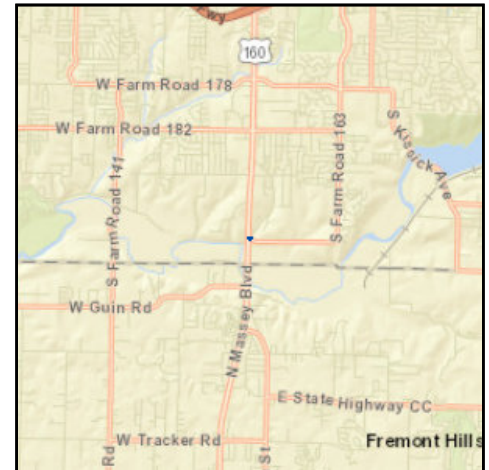 Pwy
160
W Farm Road 178
W Farm Road 182
S Kissick Ave
S Farm Road 163
S Farm Road 141
W Guin Rd
N Massey Blvd
E State Highway CC
W Tracker Rd
Fremont Hills
Rd
St